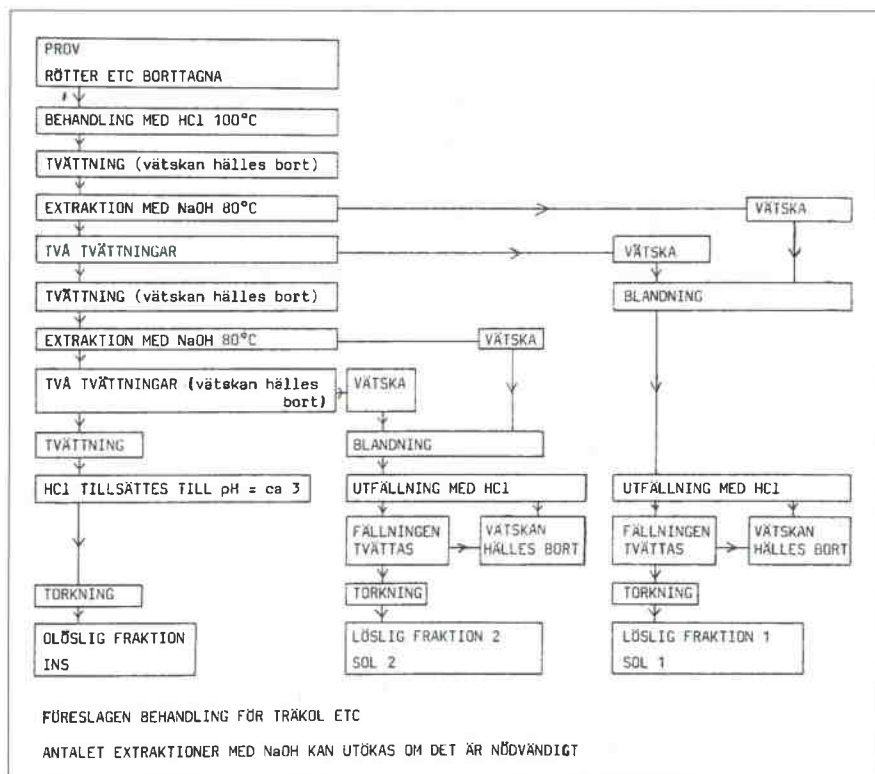 PROV
RÖTTER ETC BORTTAGNA
BEHANDLING MED HCl 100°C
TVÄTTNING (vätskan hälles bort)
EXTRAKTION MED NaOH 80°C
VÄTSKA
TVÅ TVÄTTNINGAR
VÄTSKA
TVÄTTNING (vätskan hälles bort)
BLANDNING
EXTRAKTION MED NaOH 80°C
VÄTSKA
TVÅ TVÄTTNINGAR (vätskan hälles
bort)
VÄTSKA
TVÄTTNING
BLANDNING
HCl TILLSÄTTES TILL pH = ca 3
UTFÄLLNING MED HCl
UTFÄLLNING MED HCl
FÄLLNINGEN
TVÄTTAS
VÄTSKAN
HÄLLES BORT
FÄLLNINGEN
TVÄTTAS
VÄTSKAN
HÄLLES BORT
TORKNING
TORKNING
TORKNING
OLÖSLIG FRAKTION
INS
LÖSLIG FRAKTION 2
SOL 2
LÖSLIG FRAKTION 1
SOL 1
FÖRESLAGEN BEHANDLING FÖR TRÄKOL ETC
ANTALET EXTRAKTIONER MED NaOH KAN UTÖKAS OM DET ÄR NÖDVÄNDIGT